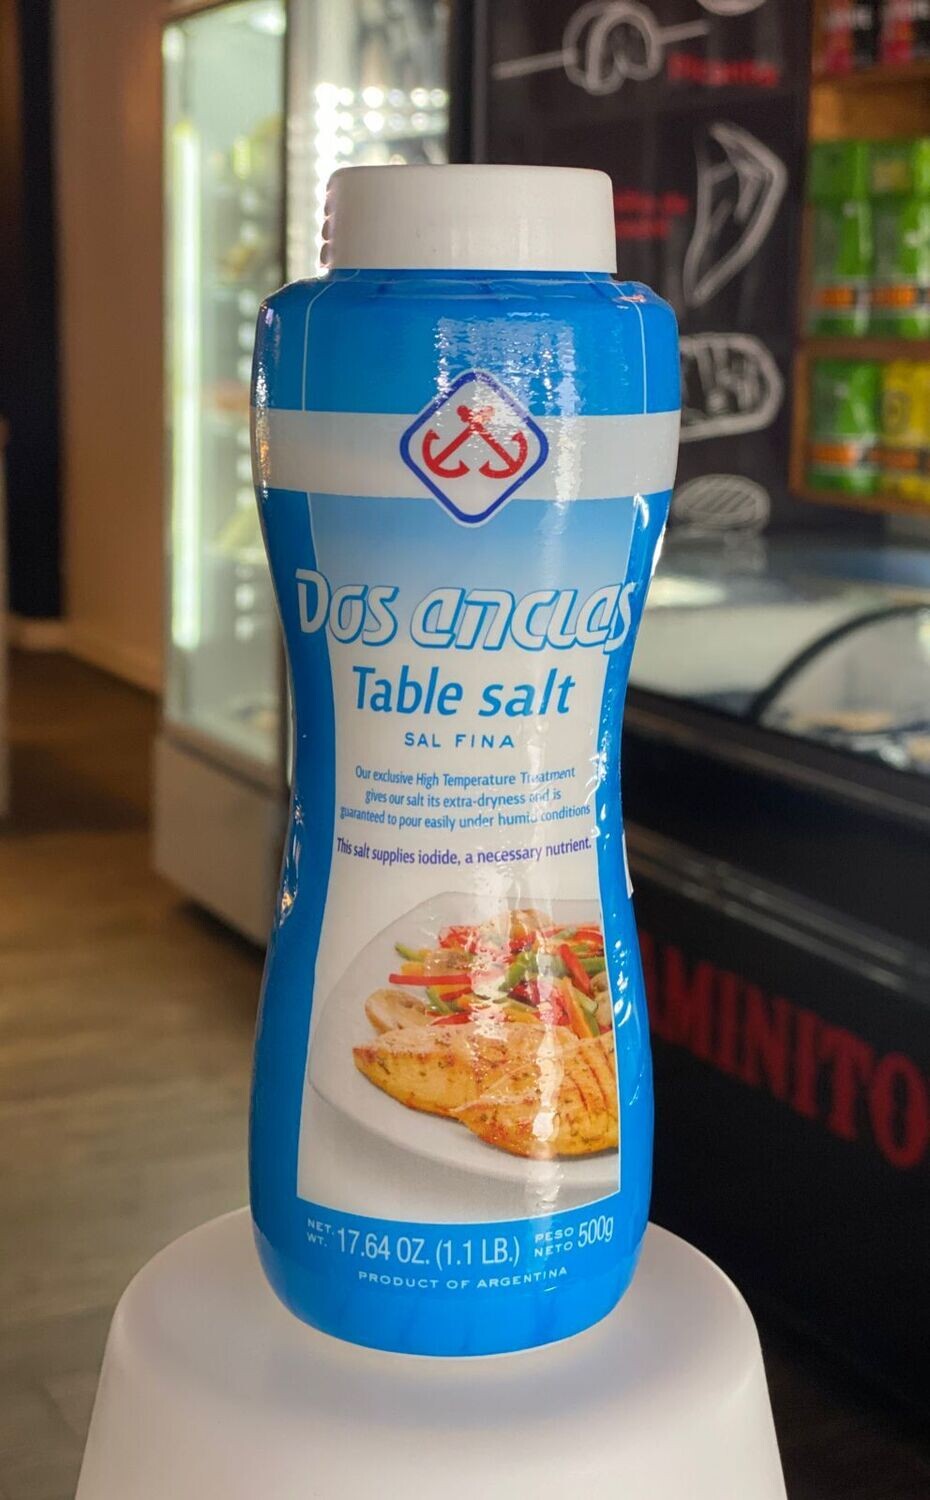 Dos anclas
Table salt
SAL FINA
Our exclusive High Temperature Treatment
gives our salt its extra-dryness and is
guaranteed to pour easily under humid conditions
This salt supplies iodide, a necessary nutrient.
NET. WT. 17.64 OZ. (1.1 LB.) PESO NETO 500g
PRODUCT OF ARGENTINA
AMINITO